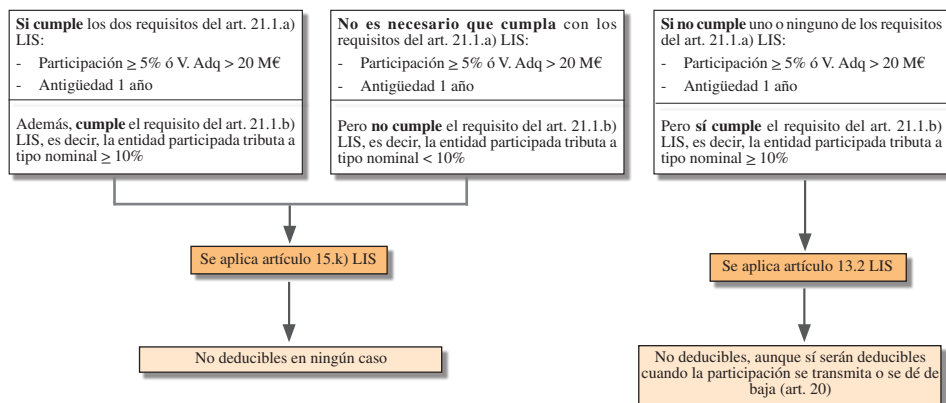 Si cumple los dos requisitos del art. 21.1.a)
LIS:
- Participación ≥ 5% ó V. Adq > 20 M€
- Antigüedad 1 año
Además, cumple el requisito del art. 21.1.b)
LIS, es decir, la entidad participada tributa a
tipo nominal ≥ 10%
No es necesario que cumpla con los
requisitos del art. 21.1.a) LIS:
- Participación ≥ 5% ó V. Adq > 20 M€
- Antigüedad 1 año
Pero no cumple el requisito del art. 21.1.b)
LIS, es decir, la entidad participada tributa a
tipo nominal < 10%
Si no cumple uno o ninguno de los requisitos
del art. 21.1.a) LIS:
- Participación ≥ 5% ó V. Adq > 20 M€
- Antigüedad 1 año
Pero sí cumple el requisito del art. 21.1.b)
LIS, es decir, la entidad participada tributa a
tipo nominal ≥ 10%
Se aplica artículo 15.k) LIS
Se aplica artículo 13.2 LIS
No deducibles en ningún caso
No deducibles, aunque sí serán deducibles
cuando la participación se transmita o se dé de
baja (art. 20)